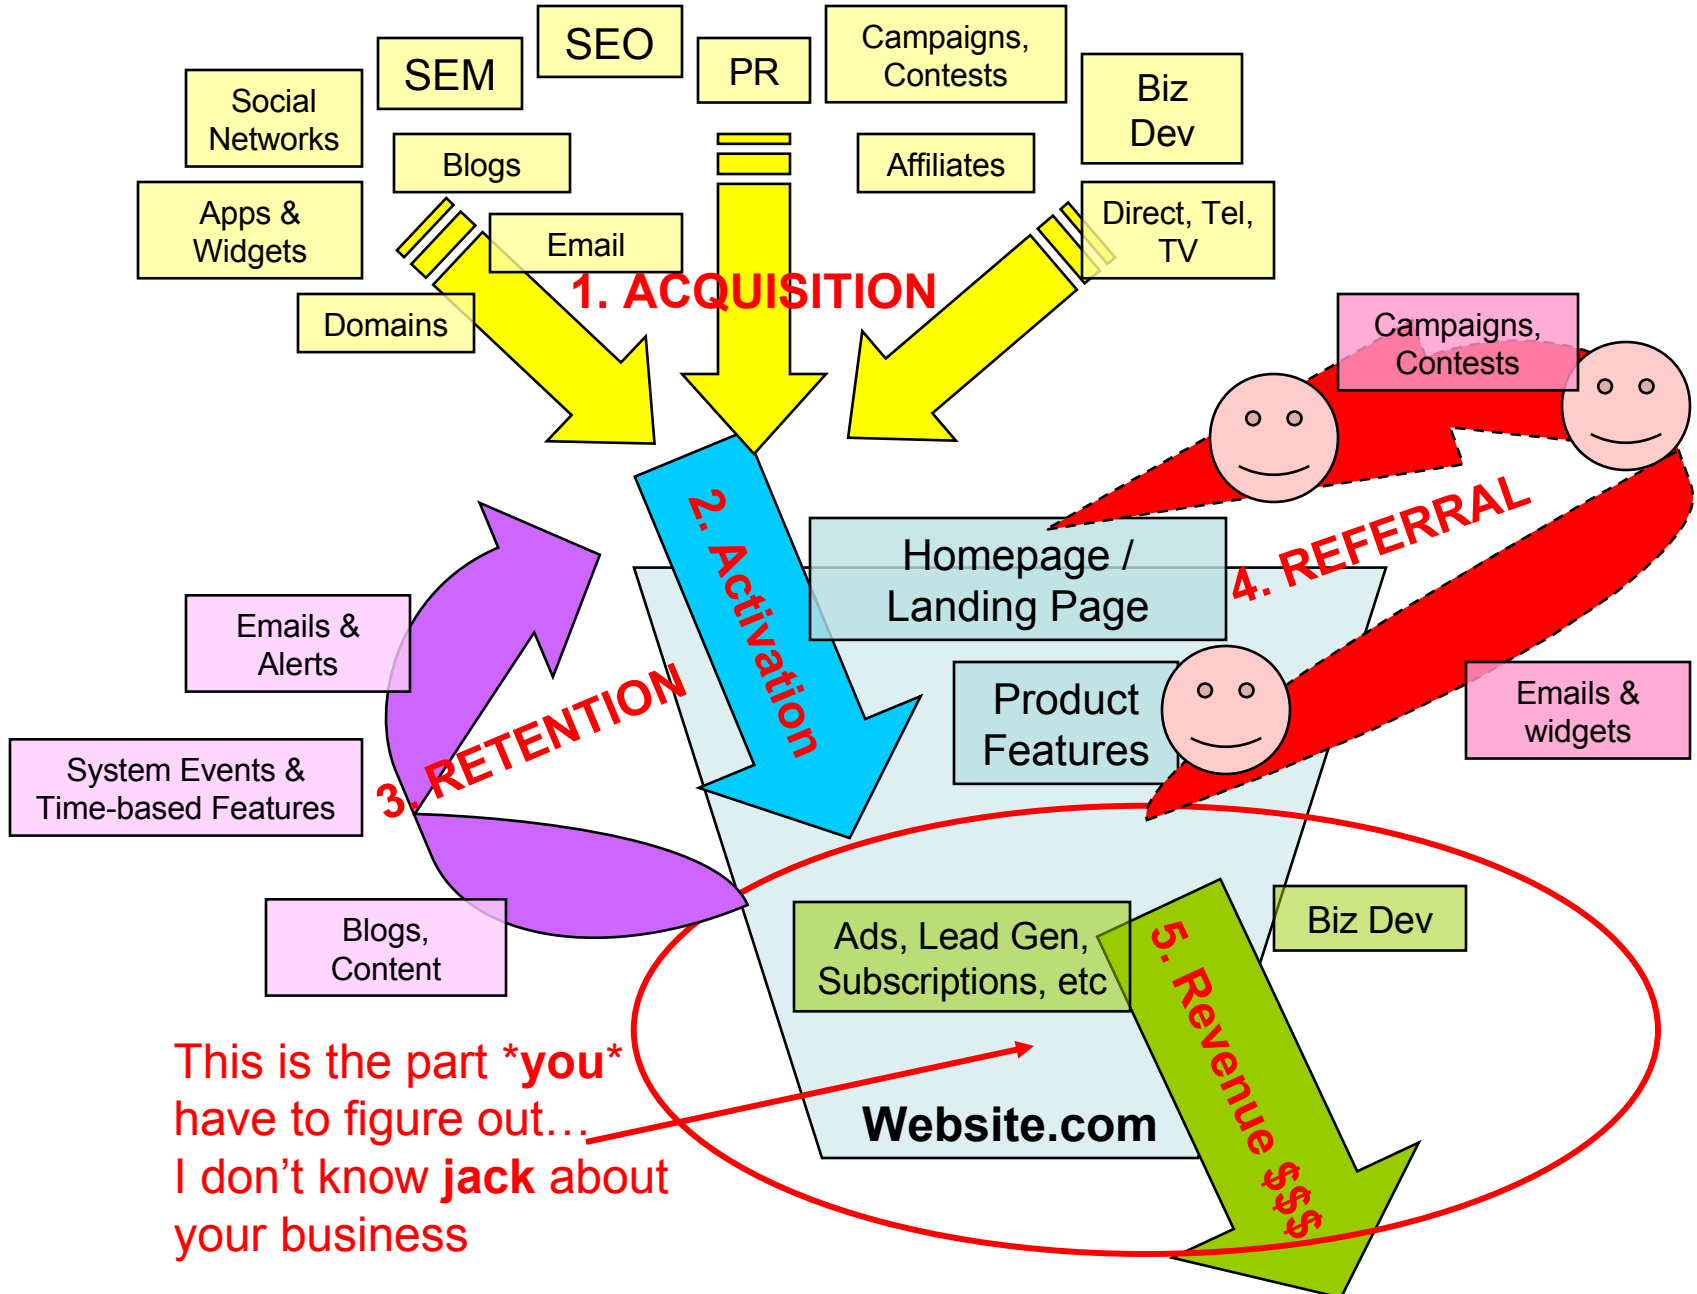 SEO
Campaigns,
Contests
SEM
PR
Biz
Dev
Social
Networks
Blogs
Affiliates
Apps &
Widgets
Email
Direct, Tel,
TV
1. ACQUISITION
Domains
Campaigns,
Contests
2. Activation
Homepage /
Landing Page
4. REFERRAL
Emails &
Alerts
3. RETENTION
Product
Features
Emails &
widgets
System Events &
Time-based Features
Blogs,
Content
Ads, Lead Gen,
Subscriptions, etc
Biz Dev
5. Revenue $$$
This is the part *you*
have to figure out…
I don’t know jack about
your business
Website.com